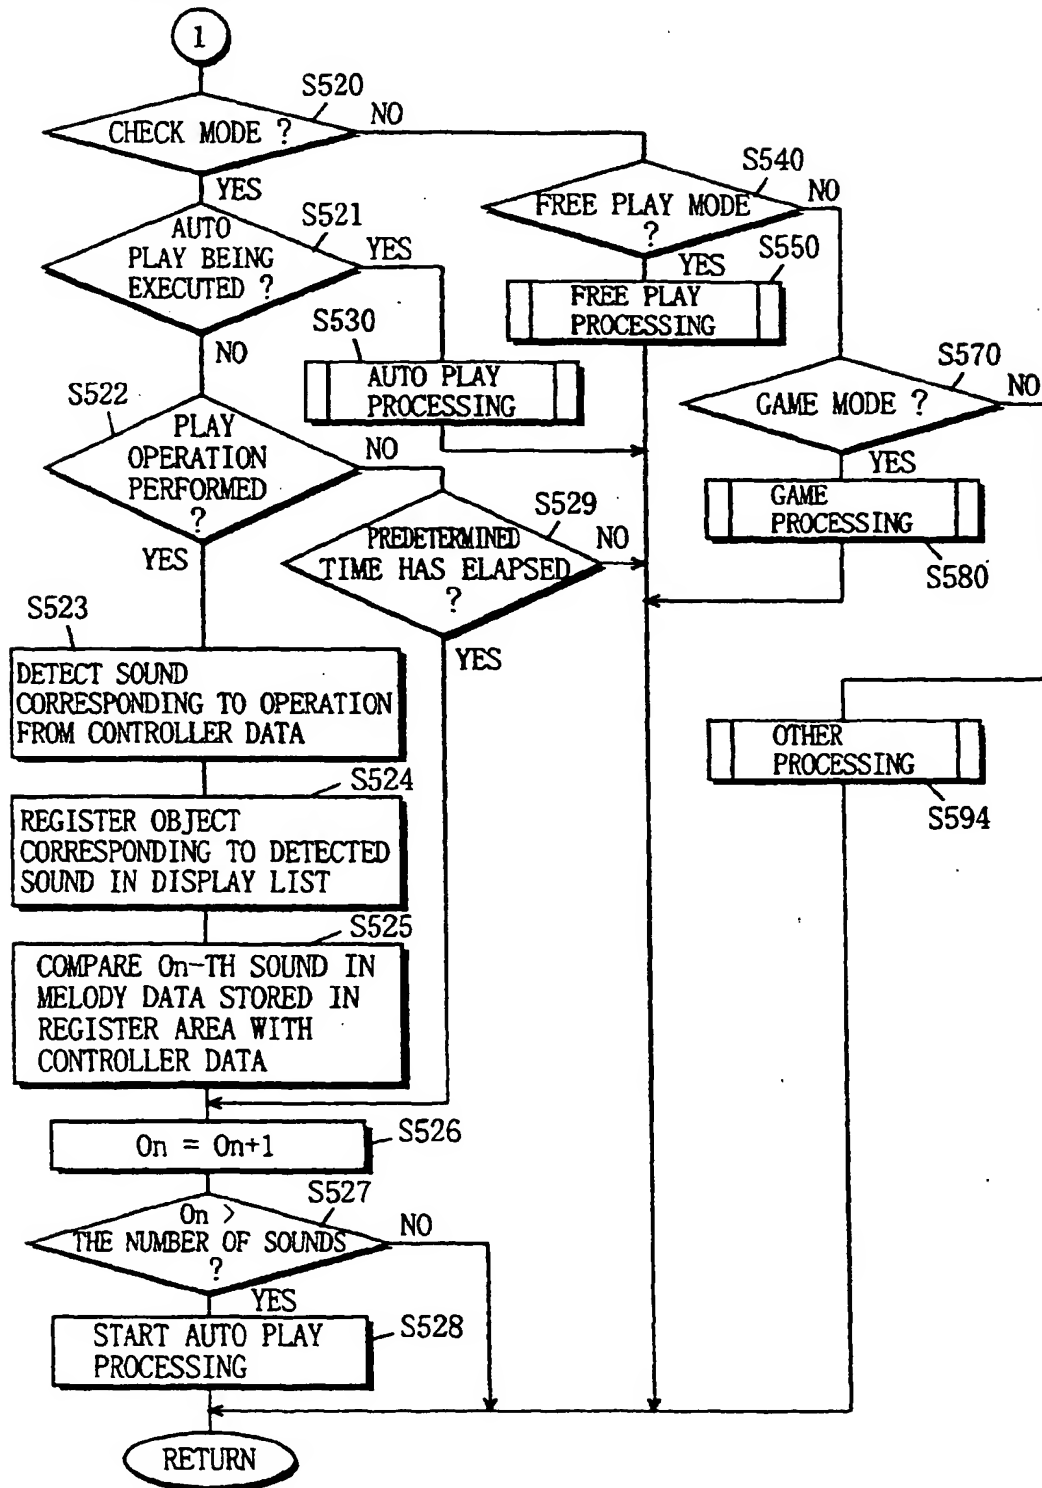 1
S520
CHECK MODE ?
NO
YES
S540
FREE PLAY MODE
?
NO
YES
AUTO
PLAY BEING
EXECUTED ?
S521
YES
NO
S550
FREE PLAY
PROCESSING
S530
AUTO PLAY
PROCESSING
S570
GAME MODE ?
NO
YES
S522
PLAY
OPERATION
PERFORMED
?
NO
YES
GAME
PROCESSING
S580
S529
PREDETERMINED
TIME HAS ELAPSED
?
NO
YES
S523
DETECT SOUND
CORRESPONDING TO OPERATION
FROM CONTROLLER DATA
OTHER
PROCESSING
S594
S524
REGISTER OBJECT
CORRESPONDING TO DETECTED
SOUND IN DISPLAY LIST
S525
COMPARE On-TH SOUND IN
MELODY DATA STORED IN
REGISTER AREA WITH
CONTROLLER DATA
On = On+1
S526
S527
On >
THE NUMBER OF SOUNDS
?
NO
YES
START AUTO PLAY
PROCESSING
S528
RETURN